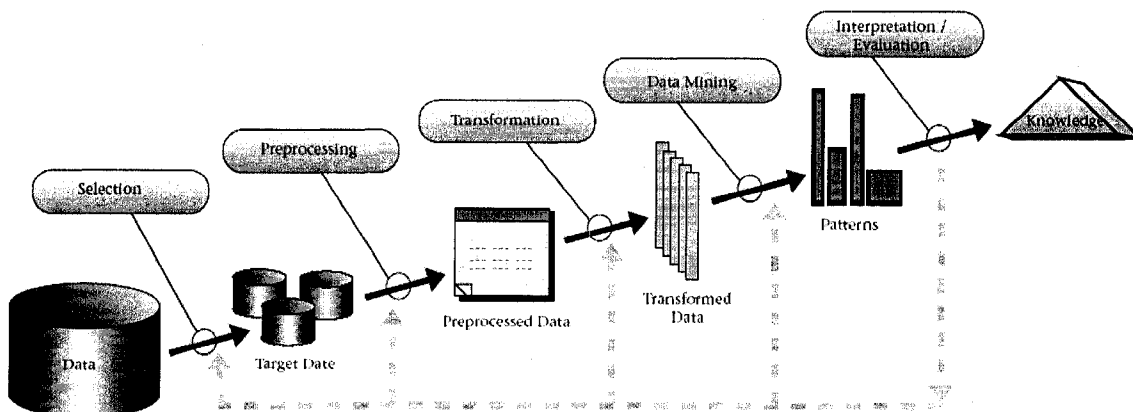 Interpretation /
Evaluation
Data Mining
Transformation
Preprocessing
Selection
Knowledge
Patterns
Transformed
Data
Preprocessed Data
Target Date
Data